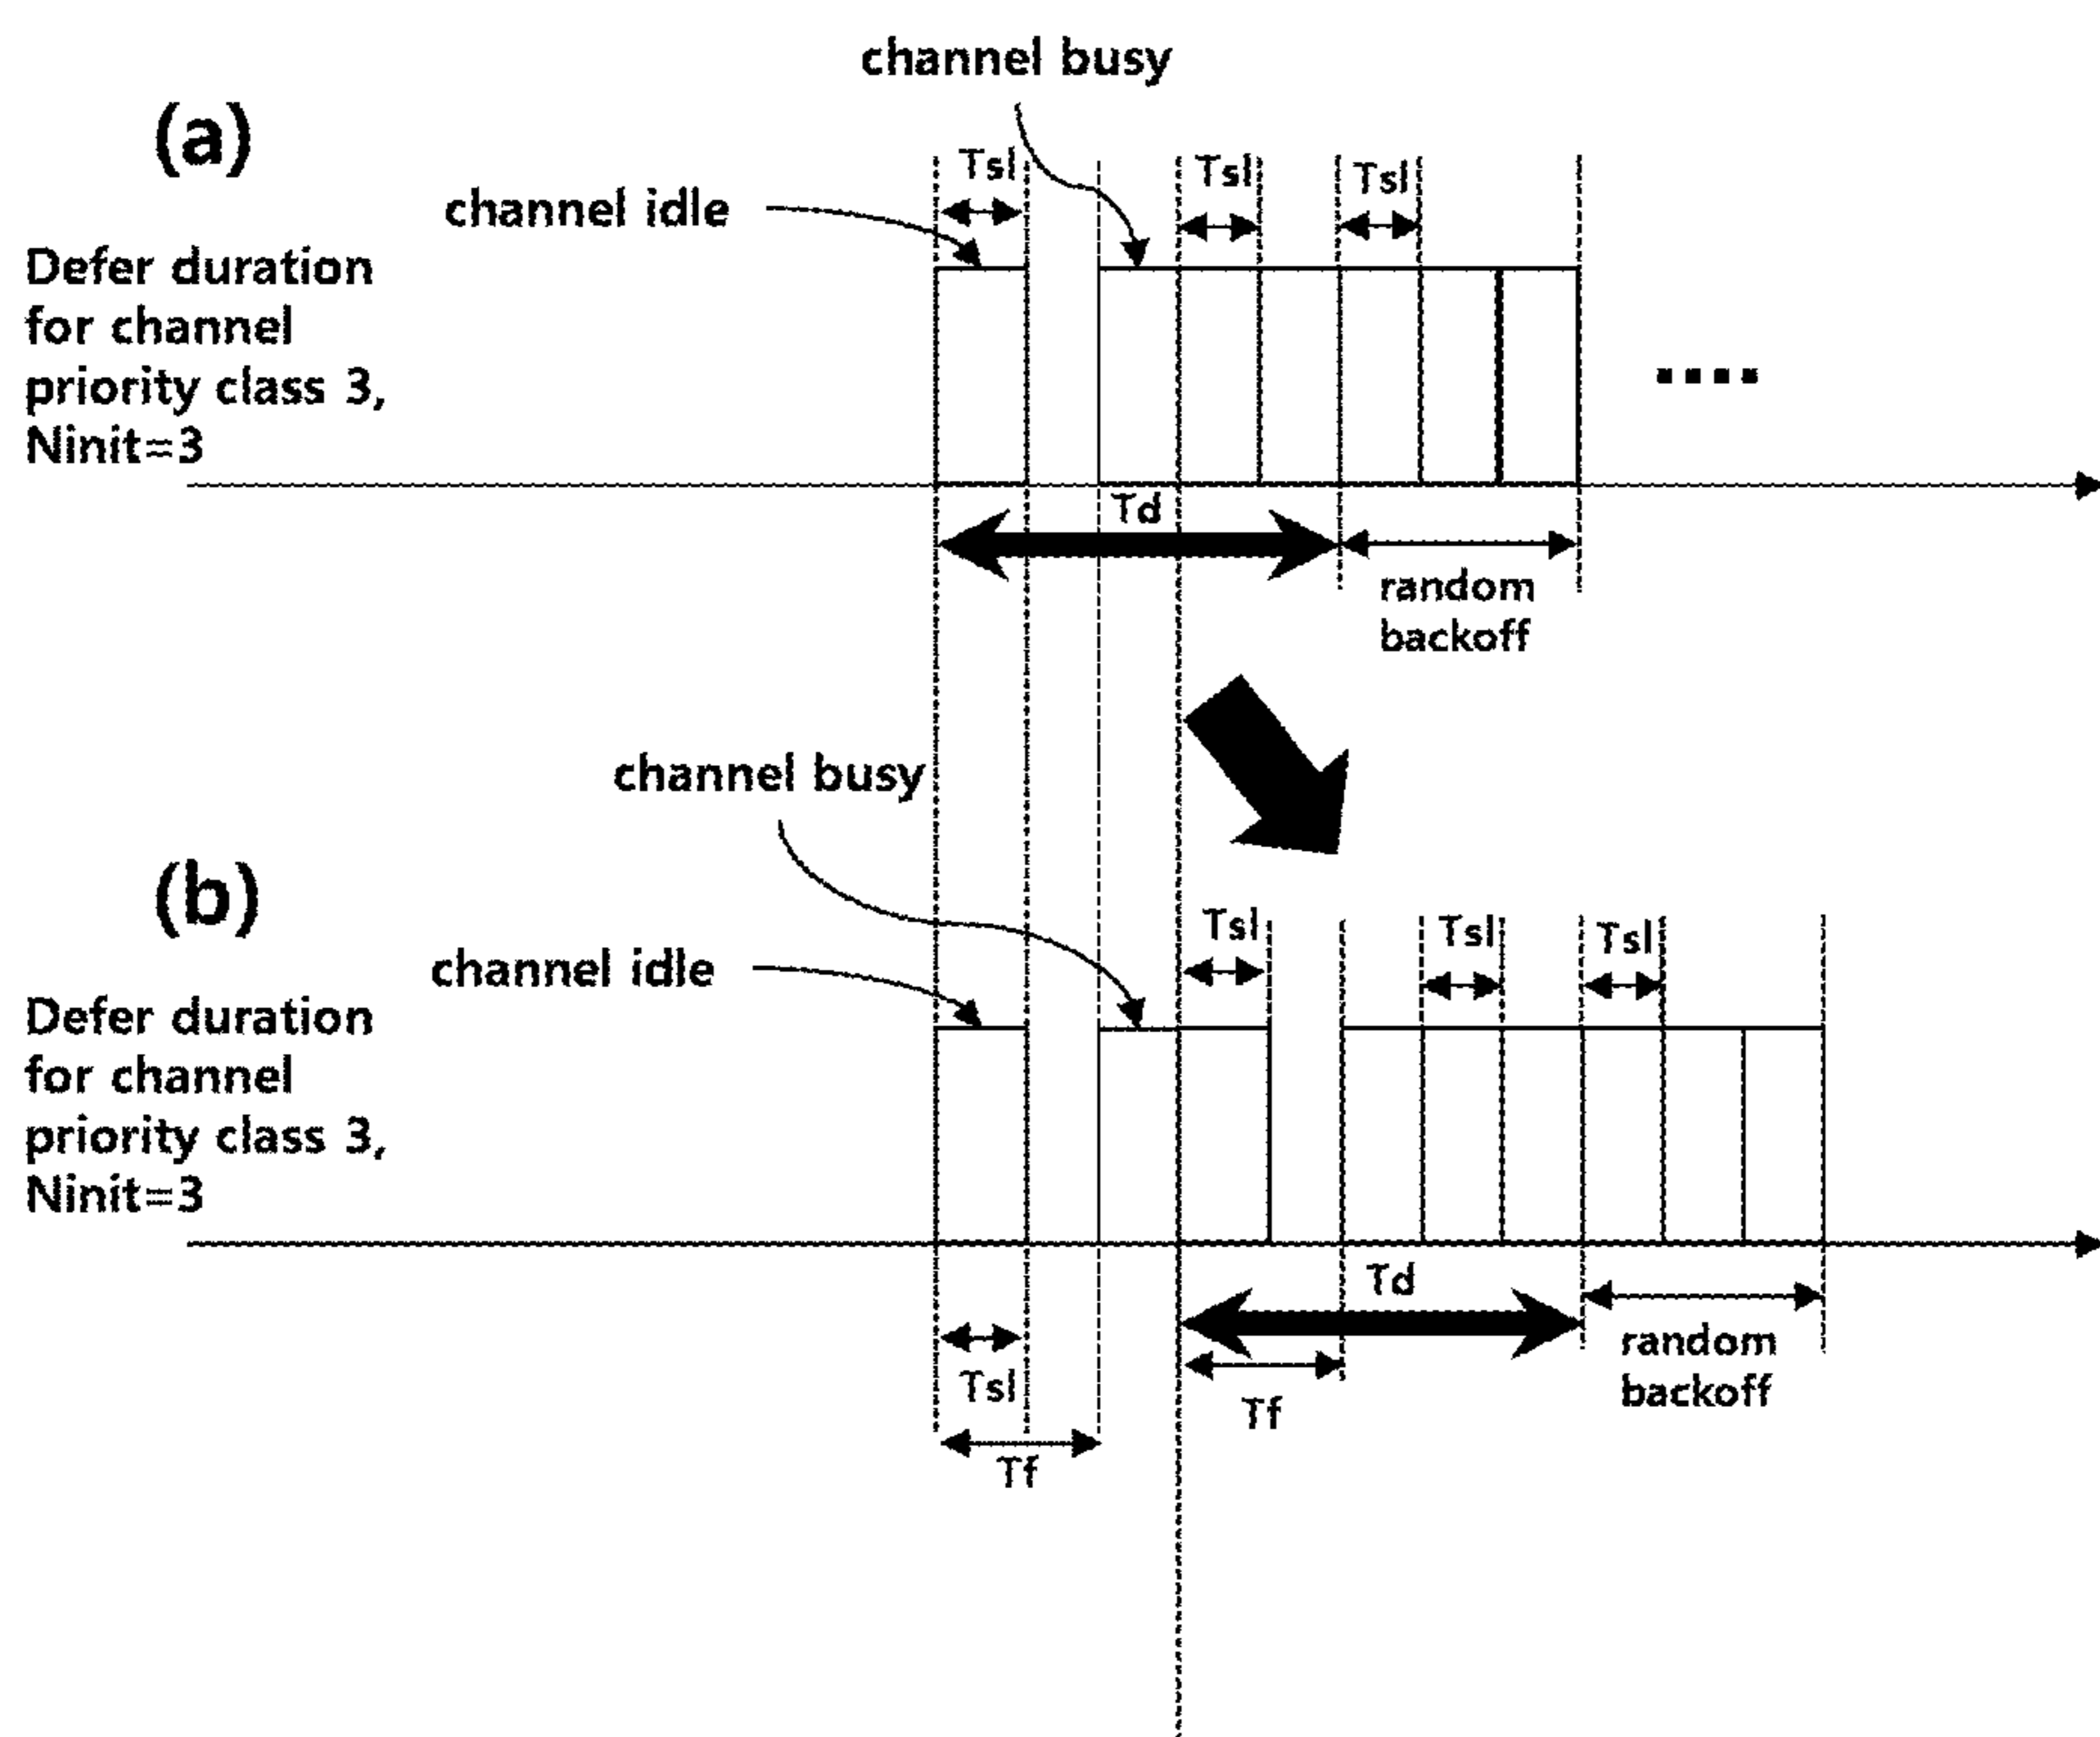 channel busy
(a)
Tsl
Tsl
Tsl
channel idle
Defer duration
for channel
priority class 3,
Ninit=3
....
Td
random
backoff
channel busy
(b)
Tsl
Tsl
Tsl
channel idle
Defer duration
for channel
priority class 3,
Ninit=3
Td
Tsl
random
backoff
Tf
Tf